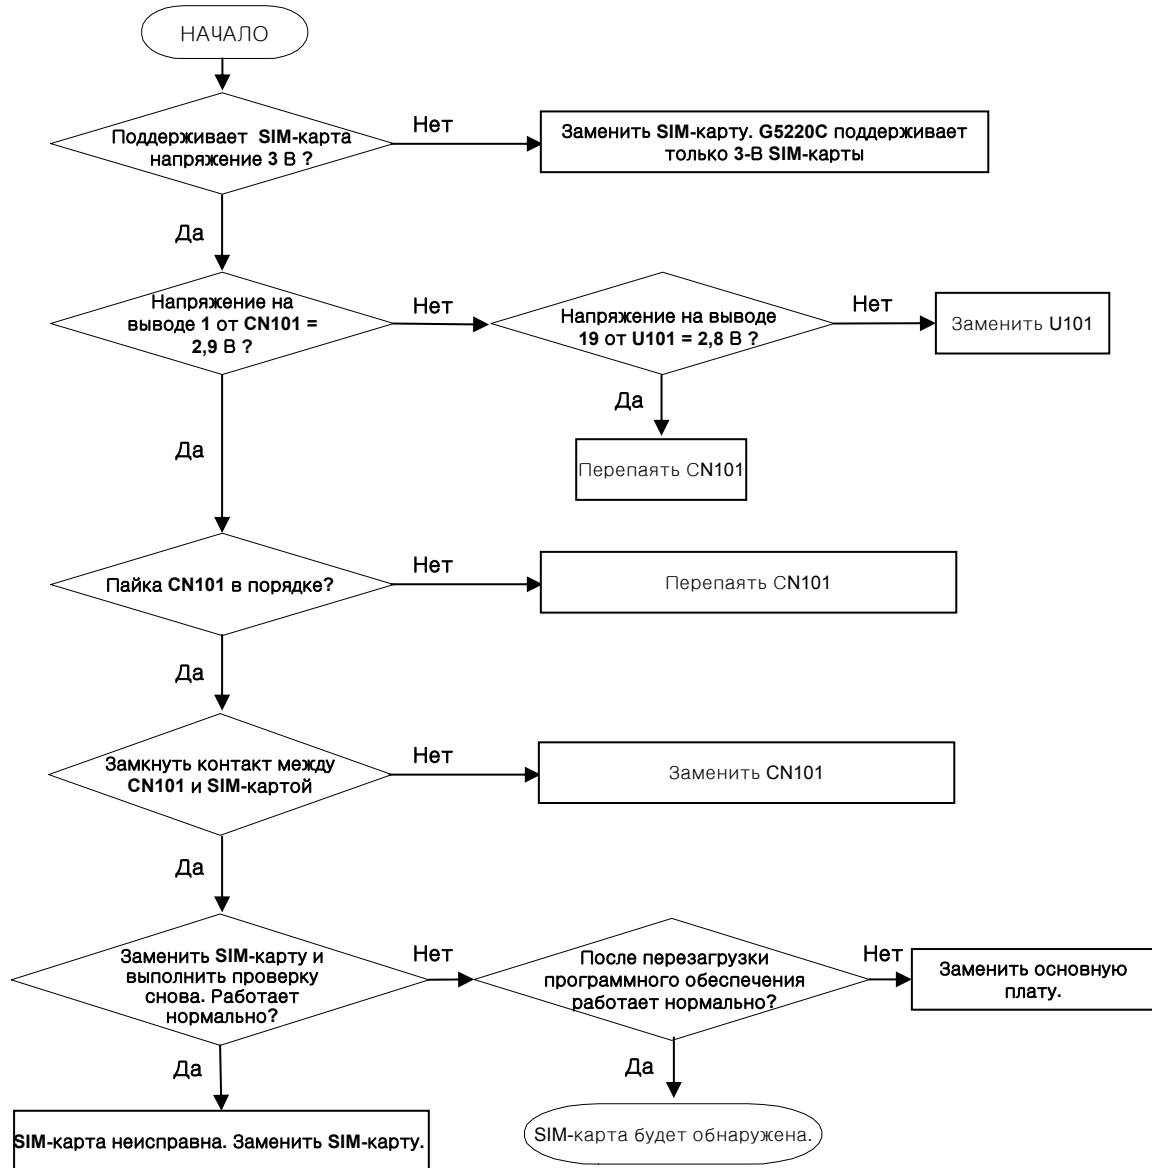 НАЧАЛО
Поддерживает SIM-карта
напряжение 3 В ?
Нет
Заменить SIM-карту. G5220C поддерживает
только 3-В SIM-карты
Да
Напряжение на
выводе 1 от CN101 =
2,9 В ?
Нет
Напряжение на выводе
19 от U101 = 2,8 В ?
Нет
Заменить U101
Да
Перепаять CN101
Да
Пайка CN101 в порядке?
Нет
Перепаять CN101
Да
Замкнуть контакт между
CN101 и SIM-картой
Нет
Заменить CN101
Да
Заменить SIM-карту и
выполнить проверку
снова. Работает
нормально?
Нет
После перезагрузки
программного обеспечения
работает нормально?
Нет
Заменить основную
плату.
Да
SIM-карта неисправна. Заменить SIM-карту.
Да
SIM-карта будет обнаружена.